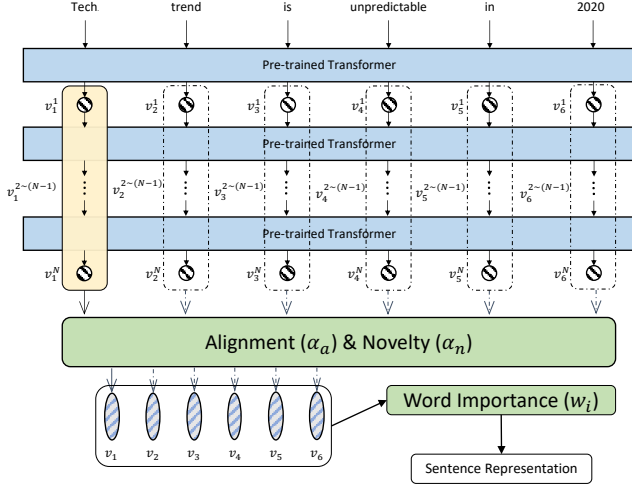 Tech trend is unpredictable in 2020
Pre-trained Transformer
v_1^1 v_2^1 v_3^1 v_4^1 v_5^1 v_6^1
Pre-trained Transformer
v_1^{2~(N-1)} v_2^{2~(N-1)} v_3^{2~(N-1)} v_4^{2~(N-1)} v_5^{2~(N-1)} v_6^{2~(N-1)}
Pre-trained Transformer
v_1^N v_2^N v_3^N v_4^N v_5^N v_6^N
Alignment (α_a) & Novelty (α_n)
Word Importance (w_i)
v_1 v_2 v_3 v_4 v_5 v_6
Sentence Representation